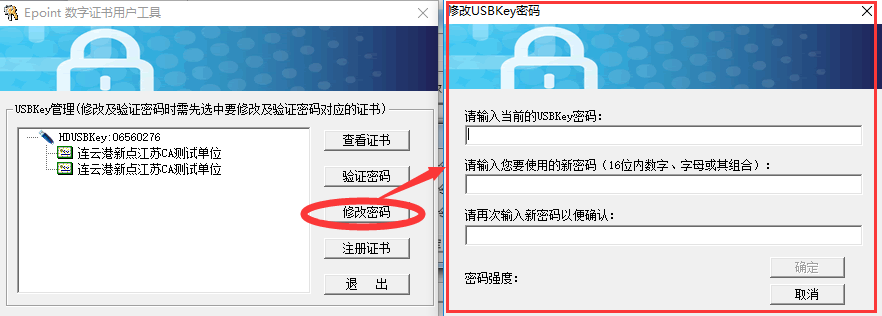 Epoint 数字证书用户工具
USBKey管理(修改及验证密码时需先选中要修改及验证密码对应的证书)
HDUSBKey:06560276
连云港新点江苏CA测试单位
连云港新点江苏CA测试单位
查看证书
验证密码
修改密码
注册证书
退 出
修改USBKey密码
请输入当前的USBKey密码：
请输入您要使用的新密码（16位内数字、字母或其组合）：
请再次输入新密码以便确认：
密码强度：
确定
取消